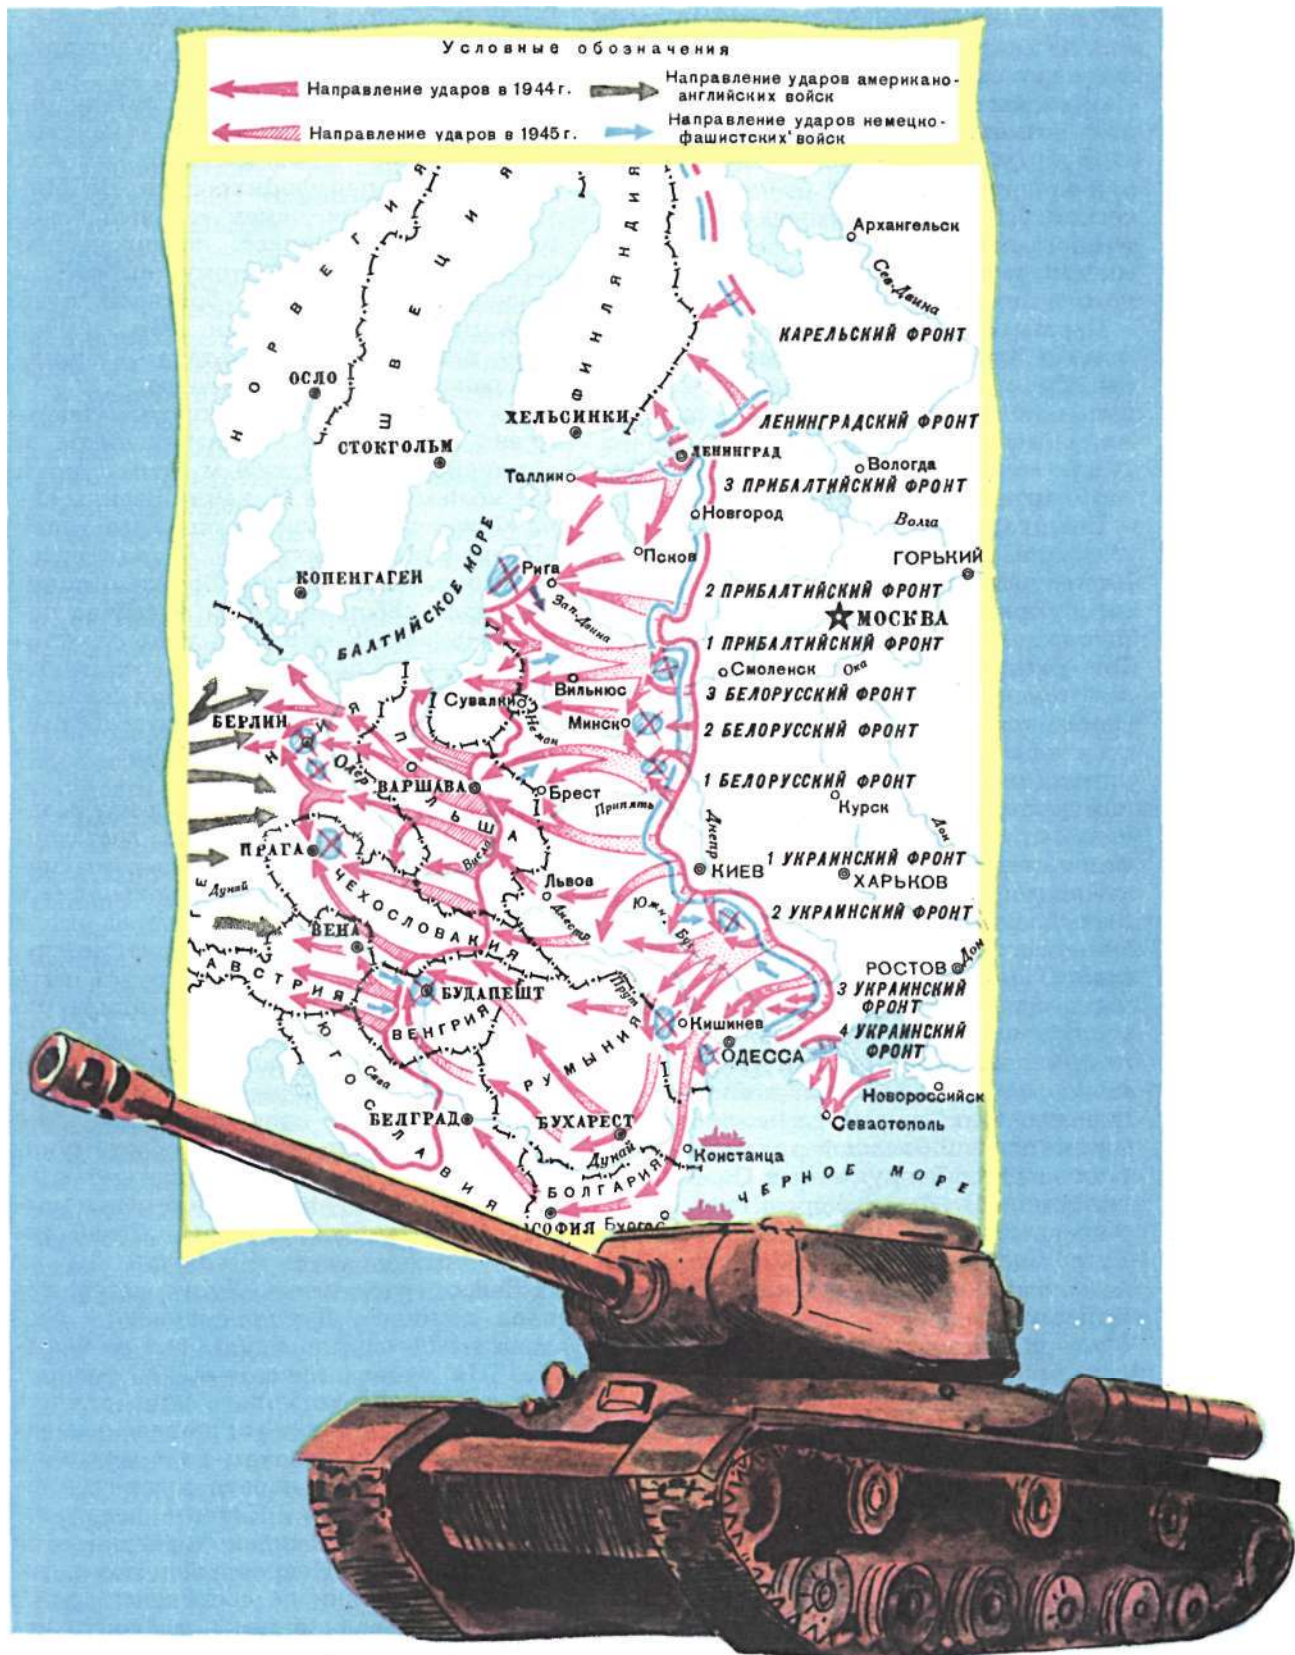 Условные обозначения
Направление ударов в 1944 г.
Направление ударов американо-
английских войск
Направление ударов в 1945 г.
Направление ударов немецко-
фашистских войск
НОРВЕГИЯ
ШВЕЦИЯ
ФИНЛЯНДИЯ
Архангельск
Сев. Двина
КАРЕЛЬСКИЙ ФРОНТ
ОСЛО
ХЕЛЬСИНКИ
ЛЕНИНГРАДСКИЙ ФРОНТ
СТОКГОЛЬМ
ЛЕНИНГРАД
Вологда
Таллин
3 ПРИБАЛТИЙСКИЙ ФРОНТ
Новгород
Волга
Псков
ГОРЬКИЙ
БАЛТИЙСКОЕ МОРЕ
Рига
КОПЕНГАГЕН
2 ПРИБАЛТИЙСКИЙ ФРОНТ
Зап. Двина
МОСКВА
1 ПРИБАЛТИЙСКИЙ ФРОНТ
Смоленск
Ока
Вильнюс
3 БЕЛОРУССКИЙ ФРОНТ
Сувалки
Неман
БЕРЛИН
Минск
2 БЕЛОРУССКИЙ ФРОНТ
ПОЛЬША
Одер
ВАРШАВА
Брест
Припять
1 БЕЛОРУССКИЙ ФРОНТ
Курск
Днепр
Дон
ПРАГА
Висла
1 УКРАИНСКИЙ ФРОНТ
КИЕВ
ХАРЬКОВ
Дунай
ЧЕХОСЛОВАКИЯ
Львов
Днестр
Южн. Буг
2 УКРАИНСКИЙ ФРОНТ
ВЕНА
АВСТРИЯ
РОСТОВ
Дон
БУДАПЕШТ
Прут
3 УКРАИНСКИЙ
ФРОНТ
ВЕНГРИЯ
Кишинев
4 УКРАИНСКИЙ
ФРОНТ
ОДЕССА
РУМЫНИЯ
ЮГОСЛАВИЯ
Сава
Новороссийск
БЕЛГРАД
БУХАРЕСТ
Севастополь
Дунай
Констанца
БОЛГАРИЯ
ЧЕРНОЕ МОРЕ
СОФИЯ